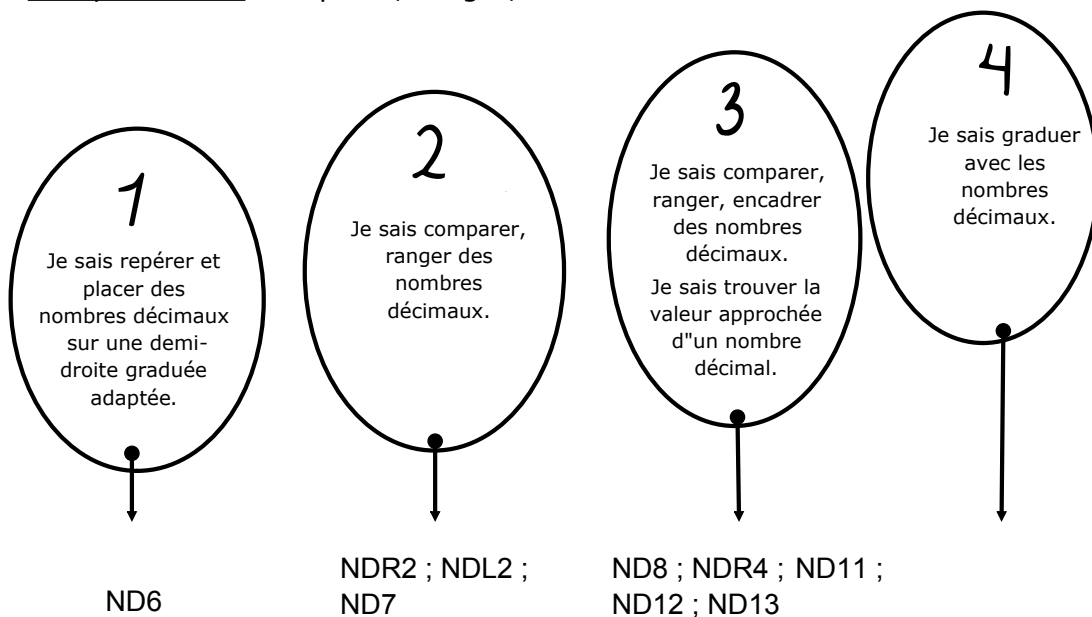 1
Je sais repérer et
placer des
nombres décimaux
sur une demi-
droite graduée
adaptée.
ND6
2
Je sais comparer,
ranger des
nombres
décimaux.
NDR2 ; NDL2 ;
ND7
3
Je sais comparer,
ranger, encadrer
des nombres
décimaux.
Je sais trouver la
valeur approchée
d"un nombre
décimal.
ND8 ; NDR4 ; ND11 ;
ND12 ; ND13
4
Je sais graduer
avec les
nombres
décimaux.